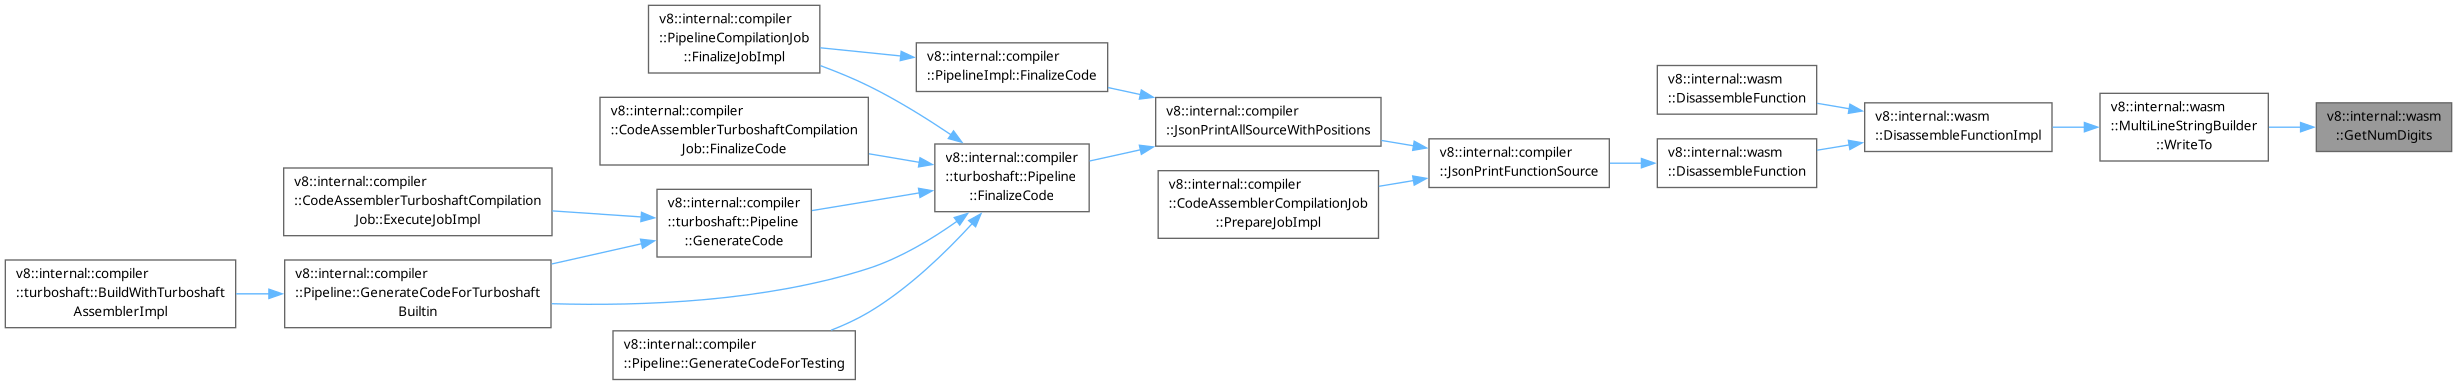 v8::internal::compiler
::PipelineCompilationJob
::FinalizeJobImpl
v8::internal::compiler
::PipelineImpl::FinalizeCode
v8::internal::wasm
::DisassembleFunction
v8::internal::compiler
::CodeAssemblerTurboshaftCompilation
Job::FinalizeCode
v8::internal::compiler
::JsonPrintAllSourceWithPositions
v8::internal::wasm
::DisassembleFunctionImpl
v8::internal::wasm
::MultiLineStringBuilder
::WriteTo
v8::internal::wasm
::GetNumDigits
v8::internal::compiler
::turboshaft::Pipeline
::FinalizeCode
v8::internal::compiler
::JsonPrintFunctionSource
v8::internal::wasm
::DisassembleFunction
v8::internal::compiler
::CodeAssemblerTurboshaftCompilation
Job::ExecuteJobImpl
v8::internal::compiler
::turboshaft::Pipeline
::GenerateCode
v8::internal::compiler
::CodeAssemblerCompilationJob
::PrepareJobImpl
v8::internal::compiler
::turboshaft::BuildWithTurboshaft
AssemblerImpl
v8::internal::compiler
::Pipeline::GenerateCodeForTurboshaft
Builtin
v8::internal::compiler
::Pipeline::GenerateCodeForTesting